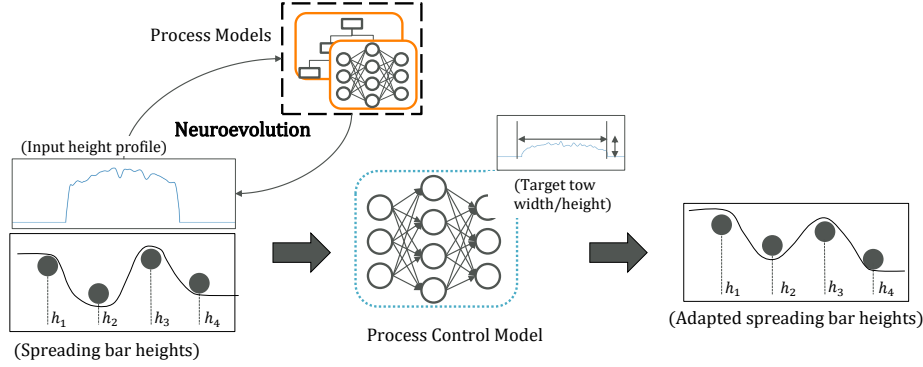 Process Models
Neuroevolution
(Input height profile)
(Target tow
width/height)
h1
h2
h3
h4
(Spreading bar heights)
Process Control Model
h1
h2
h3
h4
(Adapted spreading bar heights)